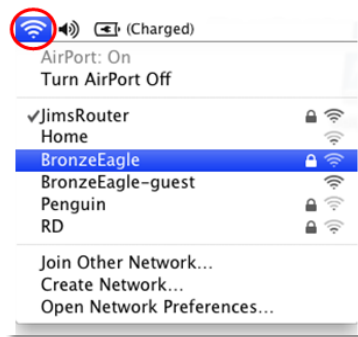 (Charged)
AirPort: On
Turn AirPort Off
✓JimsRouter
Home
BronzeEagle
BronzeEagle-guest
Penguin
RD
Join Other Network...
Create Network...
Open Network Preferences...